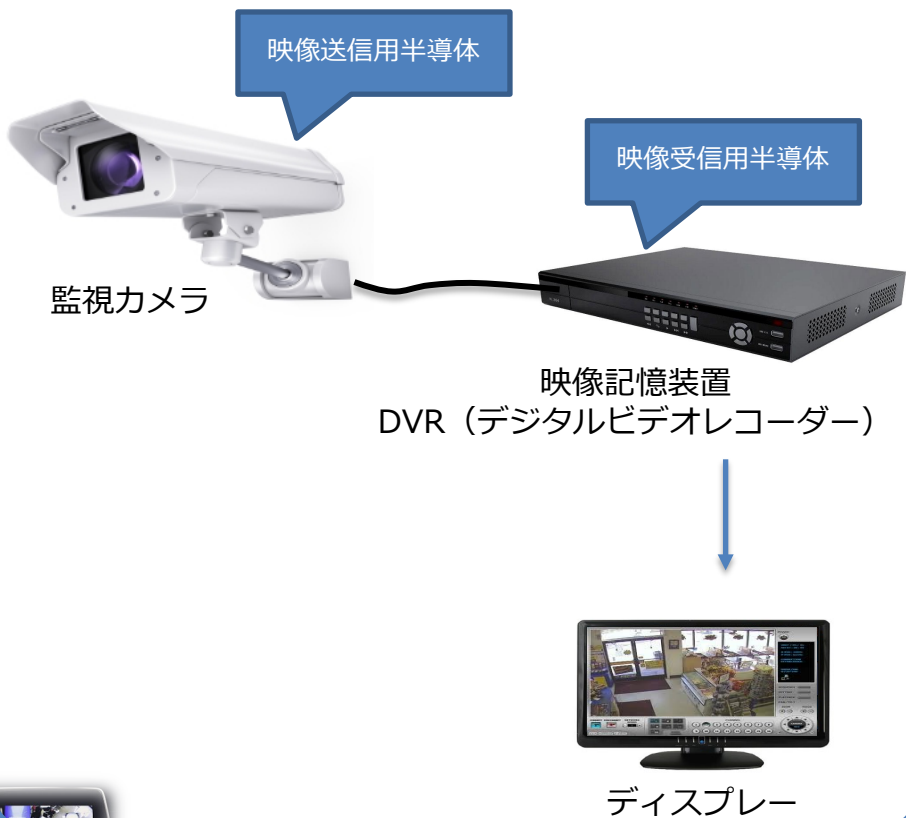 映像送信用半導体
映像受信用半導体
監視カメラ
映像記憶装置
DVR（デジタルビデオレコーダー）
ディスプレー